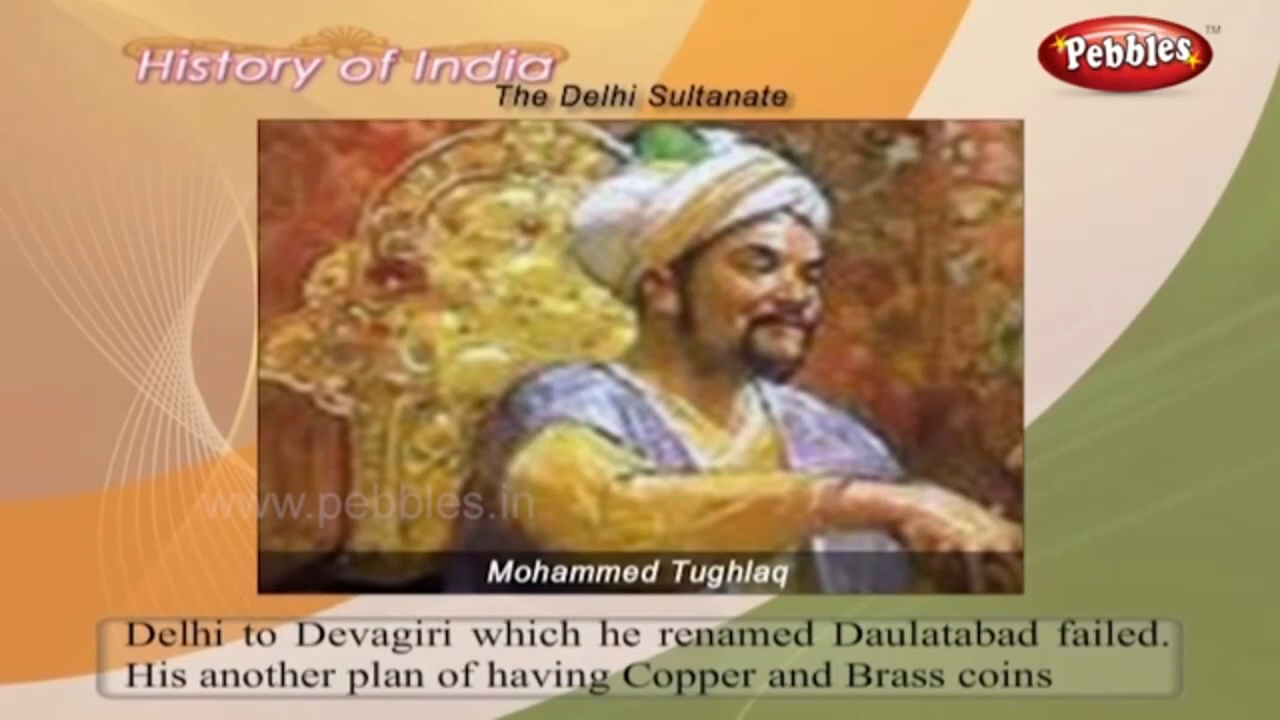 History of India
Pebbles™
The Delhi Sultanate
www.pebbles.in
Mohammed Tughlaq
Delhi to Devagiri which he renamed Daulatabad failed.
His another plan of having Copper and Brass coins